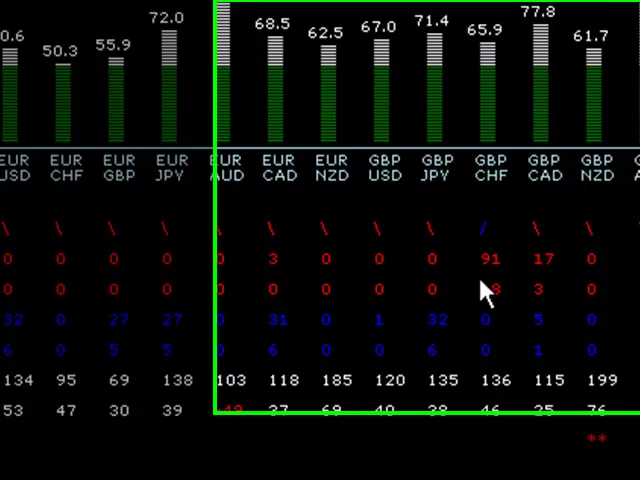 0.6 50.3 55.9 72.0 68.5 62.5 67.0 71.4 65.9 77.8 61.7
EUR EUR EUR EUR EUR EUR EUR GBP GBP GBP GBP GBP
USD CHF GBP JPY AUD CAD NZD USD JPY CHF CAD NZD
\ \ \ \ \ \ \ \ \ / \ \
0 0 0 0 0 3 0 0 0 91 17 0
0 0 0 0 0 0 0 0 0 8 3 0
32 0 27 27 0 31 0 1 32 0 5 0
6 0 5 5 0 6 0 0 6 0 1 0
134 95 69 138 103 118 185 120 135 136 115 199
53 47 30 39 -49 37 69 40 38 46 25 76
**